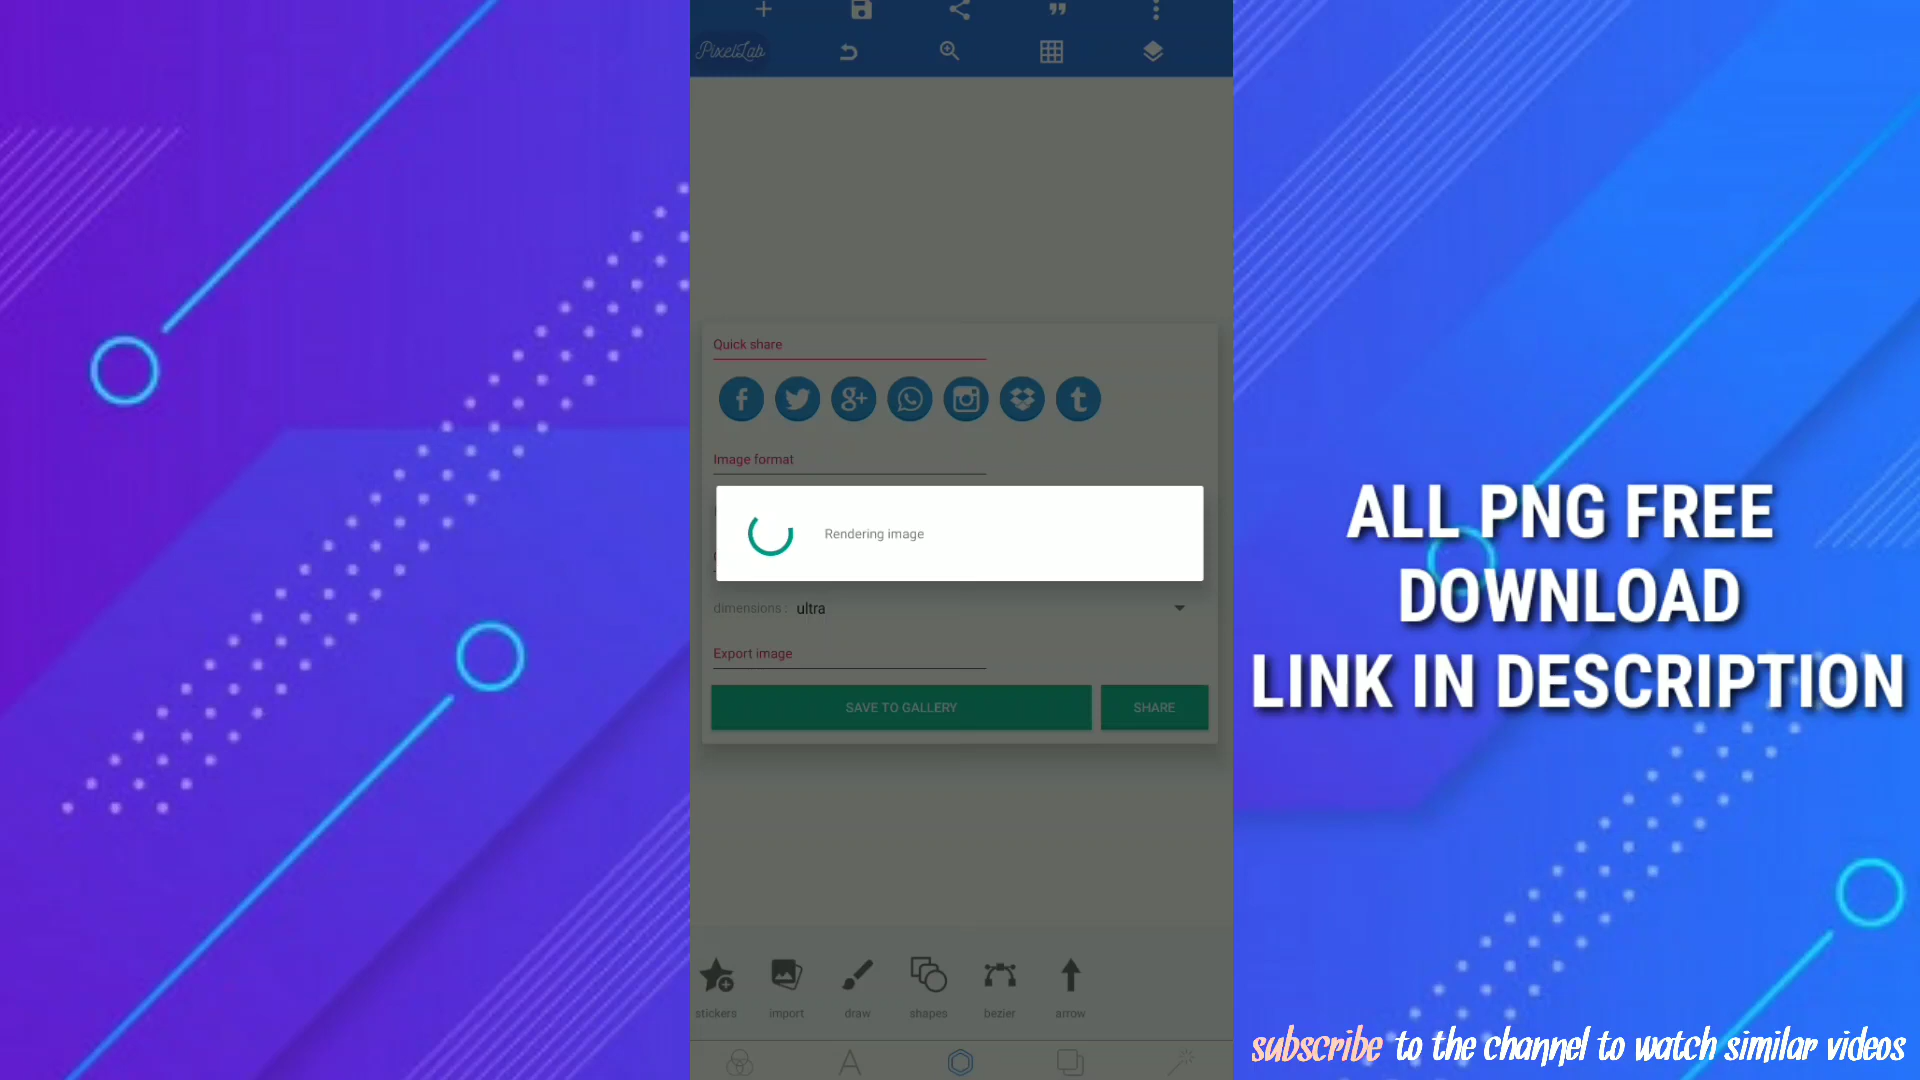 PixelLab
Quick share
Image format
Rendering image
dimensions : ultra
Export image
SAVE TO GALLERY SHARE
stickers import draw shapes bezier arrow
ALL PNG FREE
DOWNLOAD
LINK IN DESCRIPTION
subscribe to the channel to watch similar videos